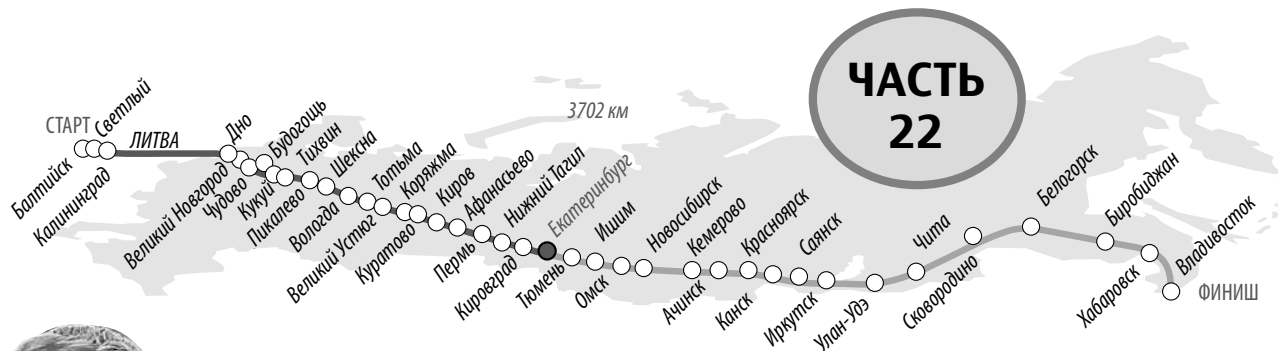 ЧАСТЬ
22
3702 км
СТАРТ
Балтийск
Светлый
Калининград
ЛИТВА
Дно
Великий Новгород
Чудово
Будогощь
Кукуй
Тихвин
Пикалево
Шексна
Вологда
Тотьма
Великий Устюг
Коряжма
Куратово
Киров
Афанасьево
Пермь
Нижний Тагил
Кировград
Екатеринбург
Тюмень
Ишим
Омск
Новосибирск
Ачинск
Кемерово
Канск
Красноярск
Иркутск
Саянск
Улан-Удэ
Чита
Сковородино
Белогорск
Биробиджан
Хабаровск
Владивосток
ФИНИШ